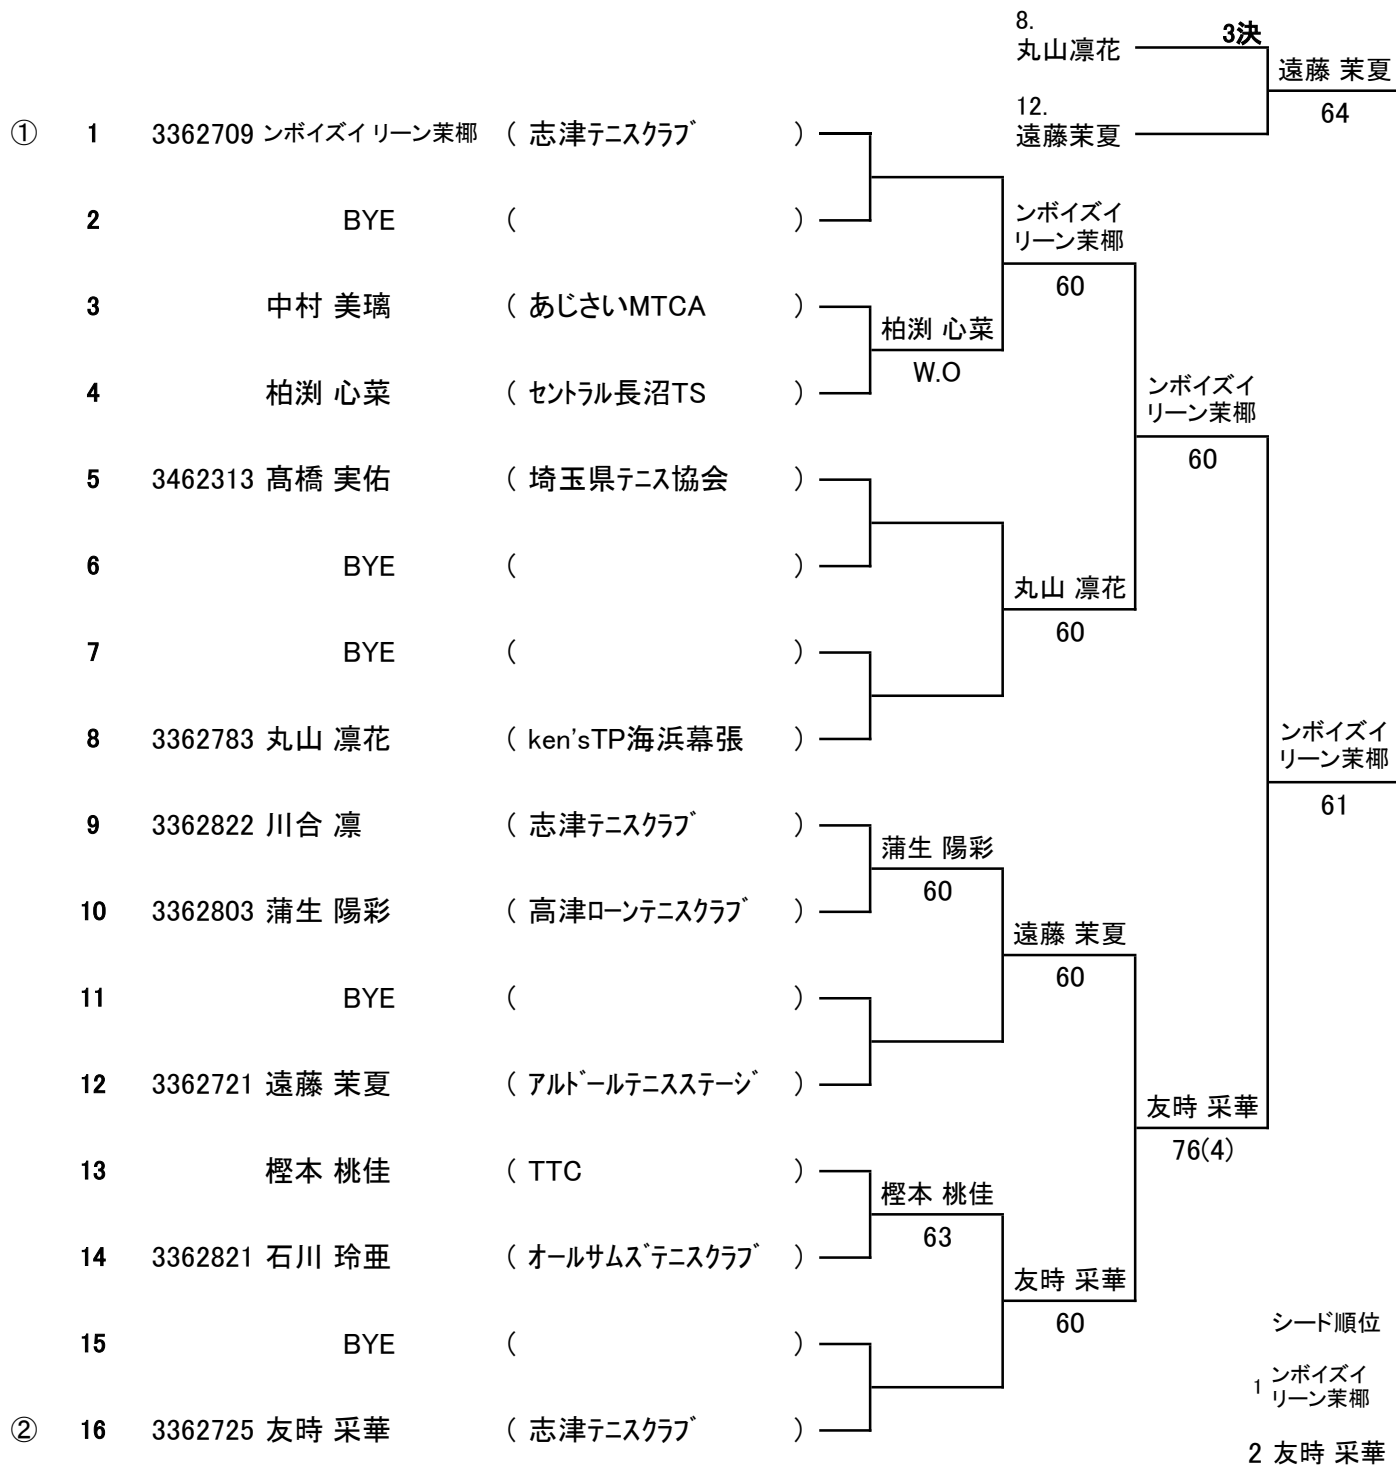 8.
丸山凛花
3決
遠藤 茉夏
64
12.
遠藤茉夏
① 1 3362709 ンボイズイリーン茉椰 ( 志津テニスクラブ )
2 BYE ( )
ンボイズイ
リーン茉椰
60
3 中村 美璃 ( あじさいMTCA )
柏渕 心菜
W.O
4 柏渕 心菜 ( セントラル長沼TS )
ンボイズイ
リーン茉椰
60
5 3462313 髙橋 実佑 ( 埼玉県テニス協会 )
6 BYE ( )
丸山 凛花
60
7 BYE ( )
8 3362783 丸山 凛花 ( ken'sTP海浜幕張 )
ンボイズイ
リーン茉椰
61
9 3362822 川合 凛 ( 志津テニスクラブ )
蒲生 陽彩
60
10 3362803 蒲生 陽彩 ( 高津ローンテニスクラブ )
遠藤 茉夏
60
11 BYE ( )
12 3362721 遠藤 茉夏 ( アルドールテニスステージ )
友時 采華
76(4)
13 樫本 桃佳 ( TTC )
樫本 桃佳
63
14 3362821 石川 玲亜 ( オールサムズテニスクラブ )
友時 采華
60
15 BYE ( )
16 3362725 友時 采華 ( 志津テニスクラブ )
②
シード順位
1 ンボイズイ
リーン茉椰
2 友時 采華